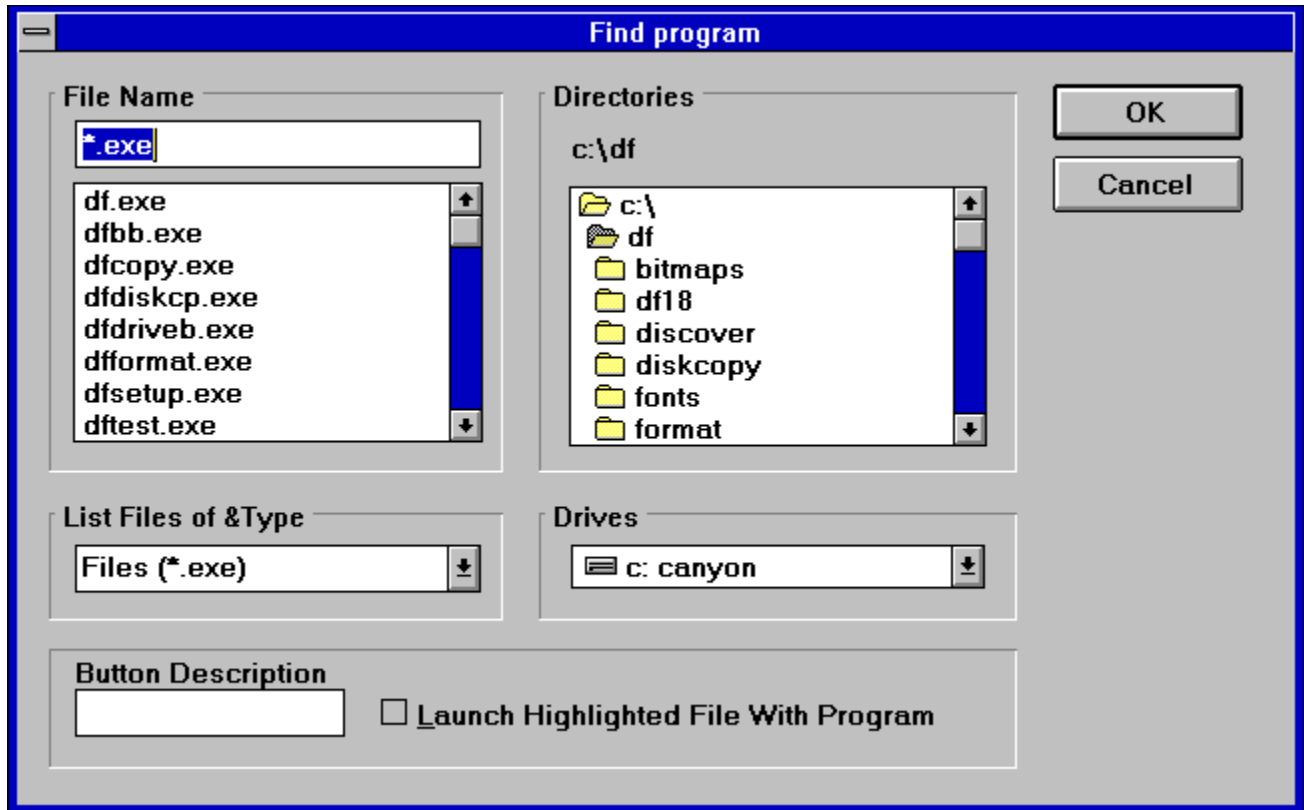 Find program
File Name
*.exe
df.exe
dfbb.exe
dfcopy.exe
dfdiskcp.exe
dfdriveb.exe
dfformat.exe
dfsetup.exe
dftest.exe
Directories
c:\df
c:\
df
bitmaps
df18
discover
diskcopy
fonts
format
OK
Cancel
List Files of &Type
Files (*.exe)
Drives
c: canyon
Button Description
Launch Highlighted File With Program